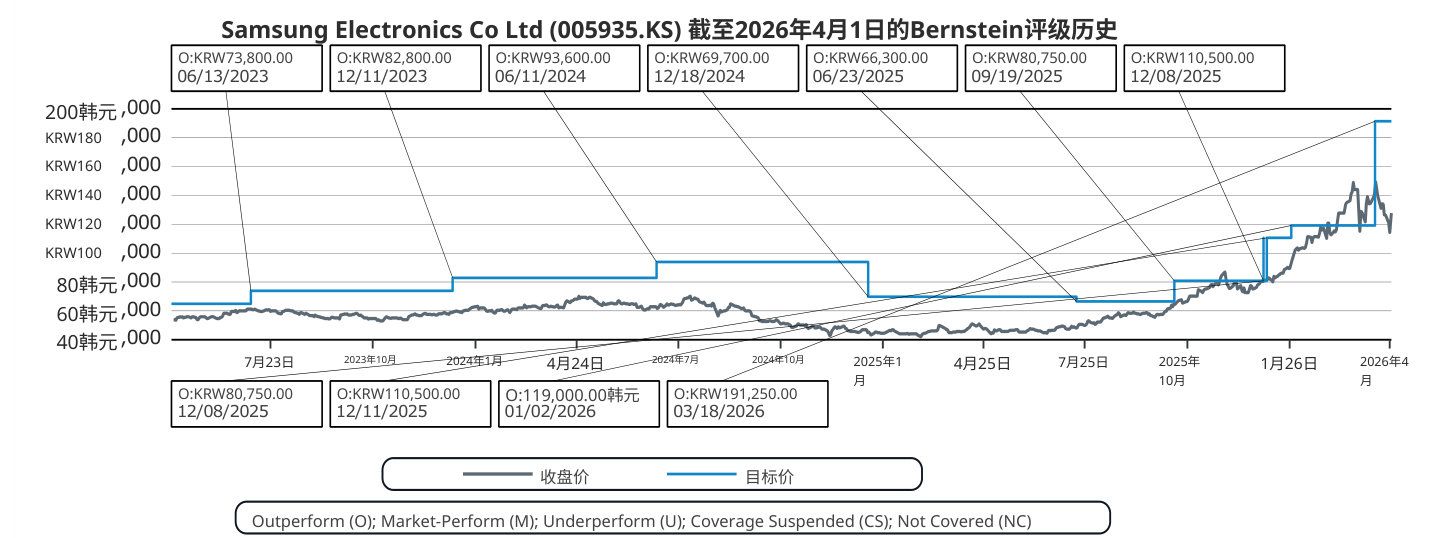 Samsung Electronics Co Ltd (005935.KS) 截至2026年4月1日的Bernstein评级历史
O:KRW73,800.00
06/13/2023
O:KRW82,800.00
12/11/2023
O:KRW93,600.00
06/11/2024
O:KRW69,700.00
12/18/2024
O:KRW66,300.00
06/23/2025
O:KRW80,750.00
09/19/2025
O:KRW110,500.00
12/08/2025
200韩元 ,000
KRW180 ,000
KRW160 ,000
KRW140 ,000
KRW120 ,000
KRW100 ,000
80韩元 ,000
60韩元 ,000
40韩元 ,000
7月23日
2023年10月
2024年1月
4月24日
2024年7月
2024年10月
2025年1
月
4月25日
7月25日
2025年
10月
1月26日
2026年4
月
O:KRW80,750.00
12/08/2025
O:KRW110,500.00
12/11/2025
O:119,000.00韩元
01/02/2026
O:KRW191,250.00
03/18/2026
收盘价
目标价
Outperform (O); Market-Perform (M); Underperform (U); Coverage Suspended (CS); Not Covered (NC)